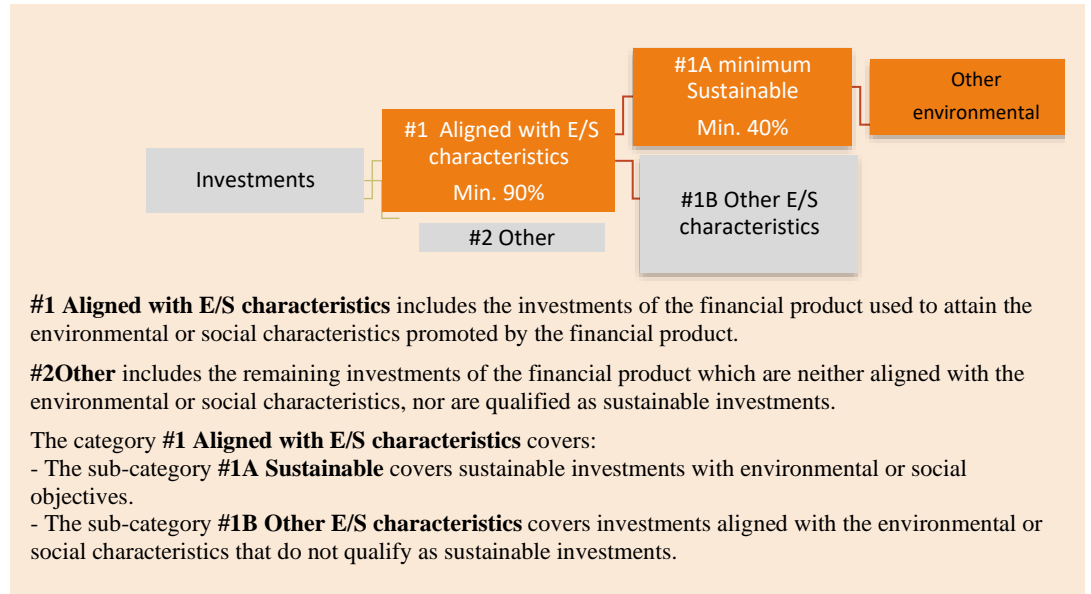 Investments
#1 Aligned with E/S
characteristics
Min. 90%
#2 Other
#1A minimum
Sustainable
Min. 40%
#1B Other E/S
characteristics
Other
environmental
#1 Aligned with E/S characteristics includes the investments of the financial product used to attain the
environmental or social characteristics promoted by the financial product.
#2Other includes the remaining investments of the financial product which are neither aligned with the
environmental or social characteristics, nor are qualified as sustainable investments.
The category #1 Aligned with E/S characteristics covers:
- The sub-category #1A Sustainable covers sustainable investments with environmental or social
objectives.
- The sub-category #1B Other E/S characteristics covers investments aligned with the environmental or
social characteristics that do not qualify as sustainable investments.